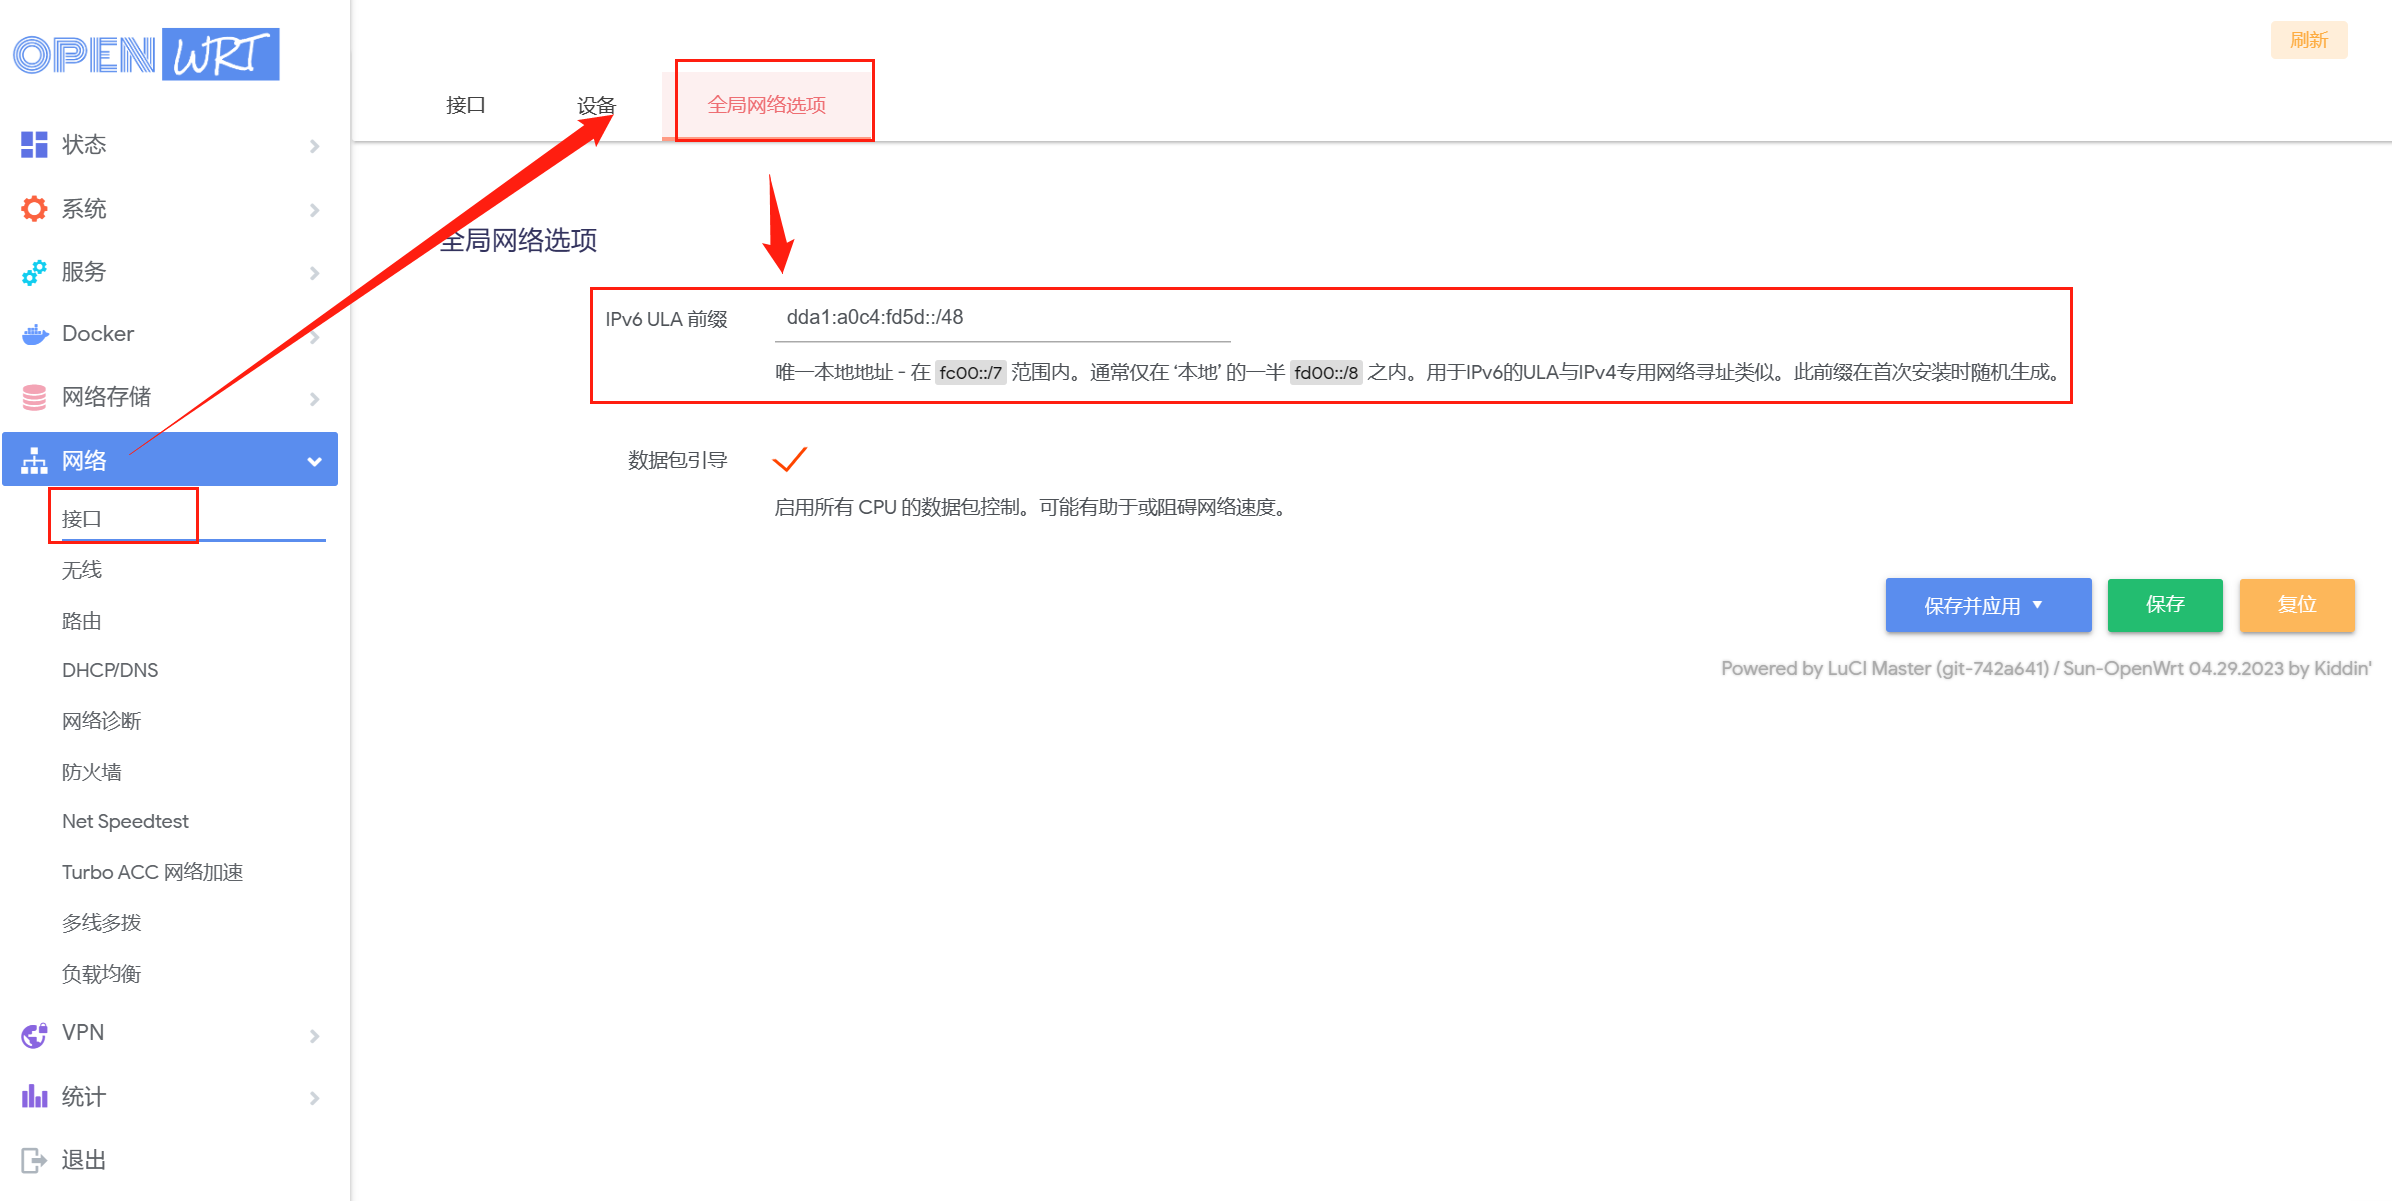 OPENWRT
状态
系统
服务
Docker
网络存储
网络
接口
无线
路由
DHCP/DNS
网络诊断
防火墙
Net Speedtest
Turbo ACC 网络加速
多线多拨
负载均衡
VPN
统计
退出
刷新
接口 设备 全局网络选项
全局网络选项
IPv6 ULA 前缀 dda1:a0c4:fd5d::/48
唯一本地地址 - 在 fc00::/7 范围内。通常仅在 ‘本地’ 的一半 fd00::/8 之内。用于IPv6的ULA与IPv4专用网络寻址类似。此前缀在首次安装时随机生成。
数据包引导
启用所有 CPU 的数据包控制。可能有助于或阻碍网络速度。
保存并应用 保存 复位
Powered by LuCI Master (git-742a641) / Sun-OpenWrt 04.29.2023 by Kiddin'